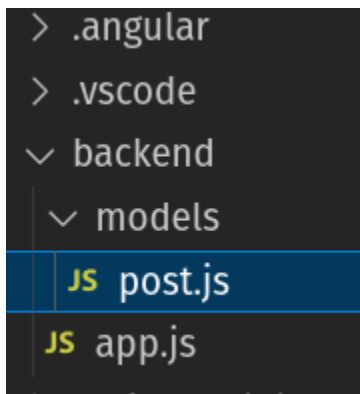 .angular
.vscode
backend
models
JS post.js
JS app.js